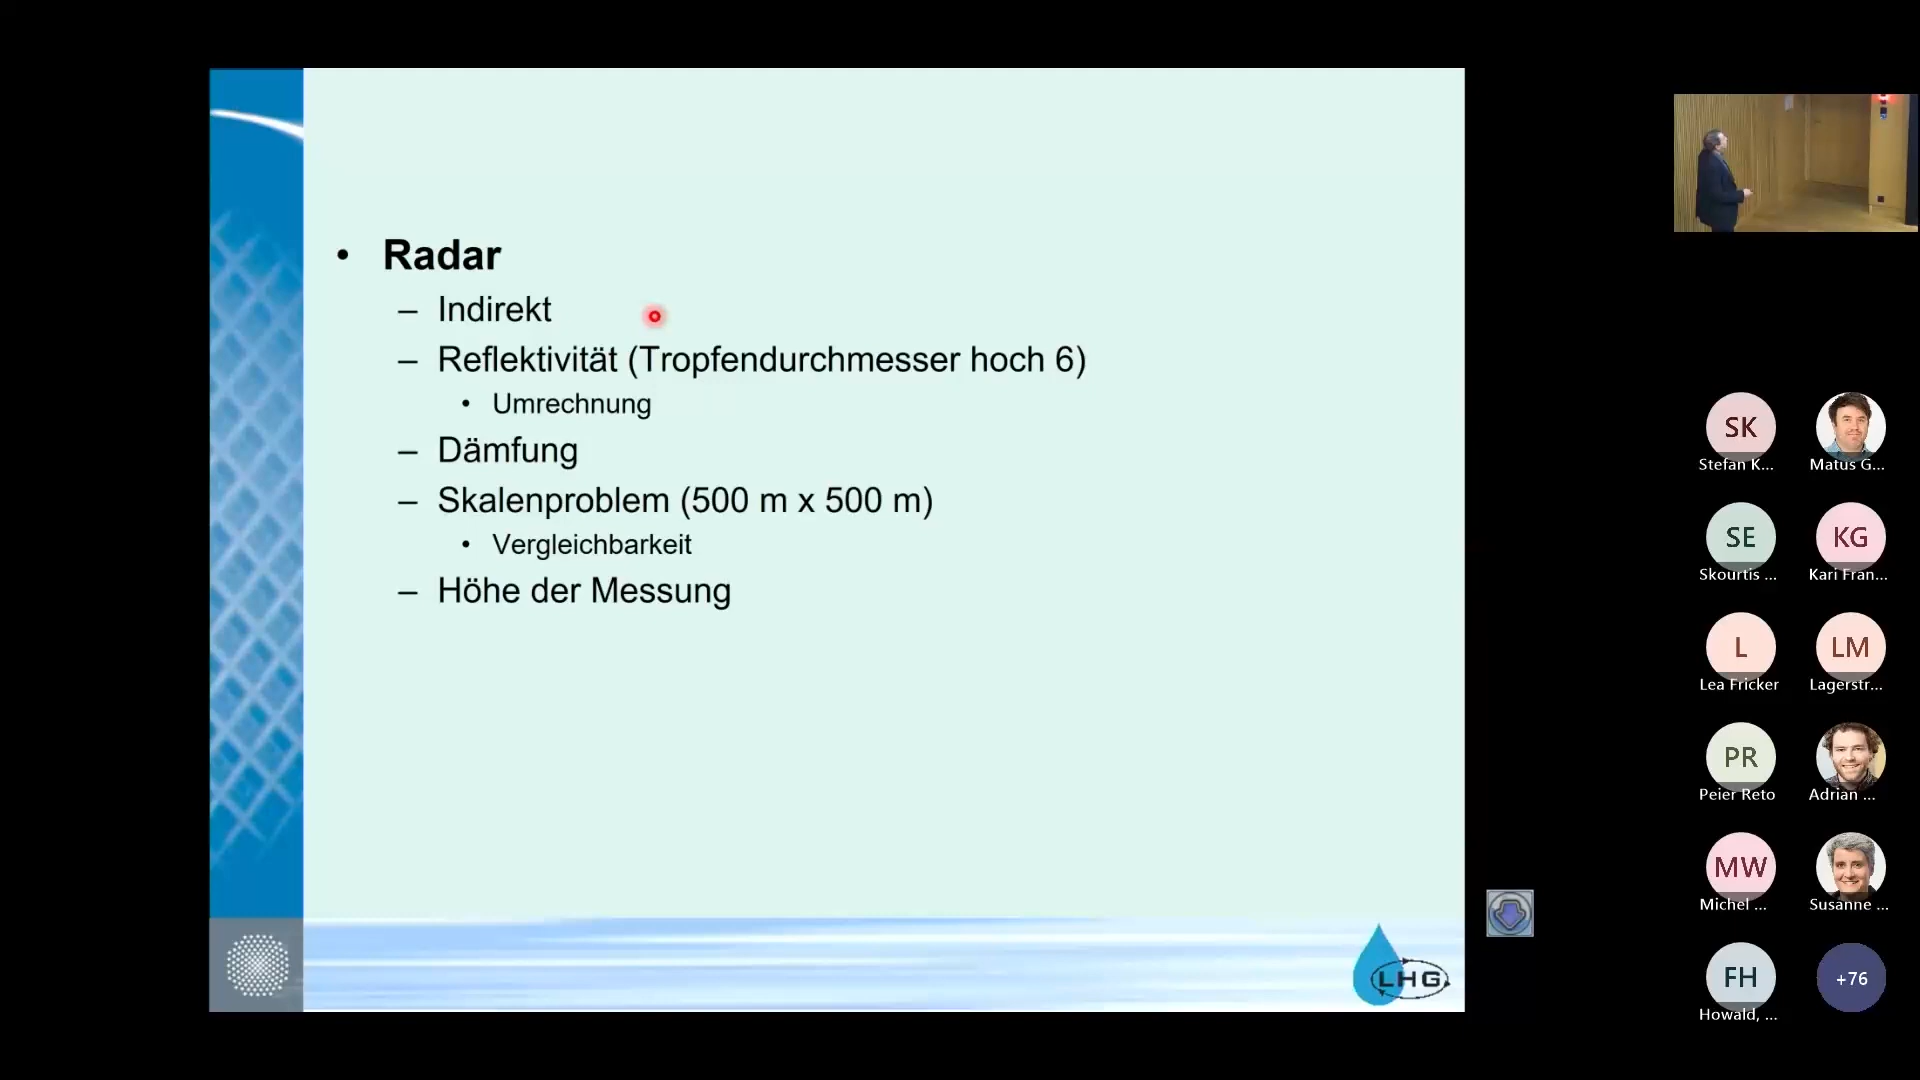 • Radar
– Indirekt
– Reflektivität (Tropfendurchmesser hoch 6)
• Umrechnung
– Dämfung
– Skalenproblem (500 m x 500 m)
• Vergleichbarkeit
– Höhe der Messung
LHG
SK
Stefan K...
Matus G...
SE
Skourtis ...
KG
Kari Fran...
L
Lea Fricker
LM
Lagerstr...
PR
Peier Reto
Adrian ...
MW
Michel ...
Susanne ...
FH
Howald, ...
+76